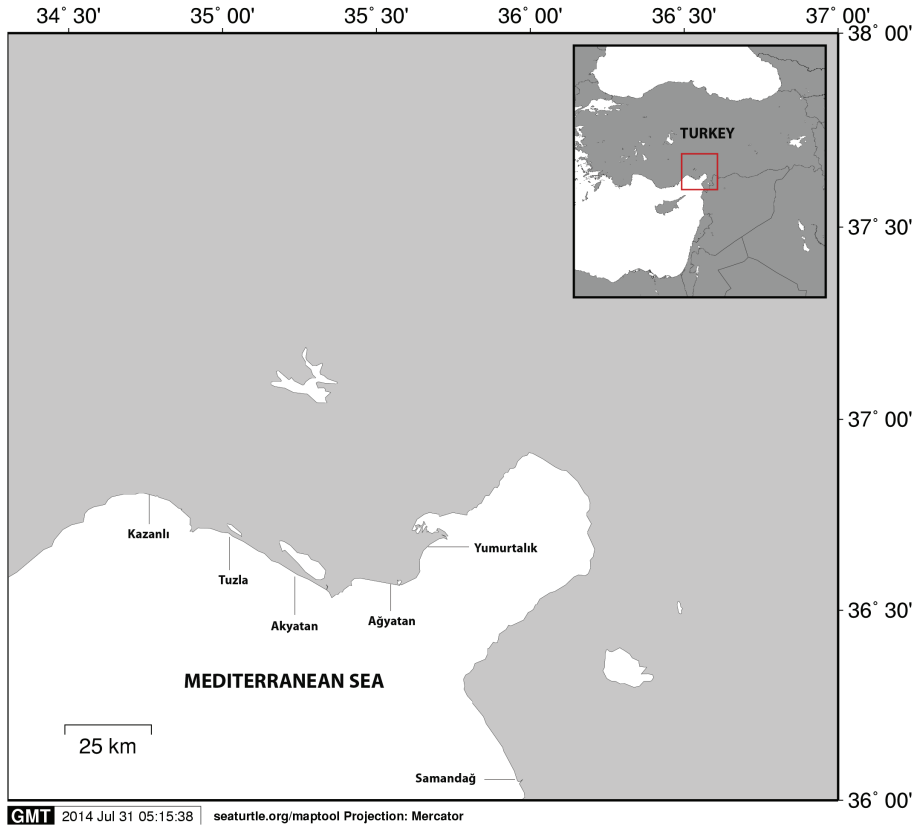 34° 30' 35° 00' 35° 30' 36° 00' 36° 30' 37° 00'
38° 00'
TURKEY
37° 30'
37° 00'
Kazanlı
Yumurtalık
Tuzla
36° 30'
Akyatan
Ağyatan
MEDITERRANEAN SEA
25 km
Samandağ
36° 00'
GMT 2014 Jul 31 05:15:38 seaturtle.org/maptool Projection: Mercator